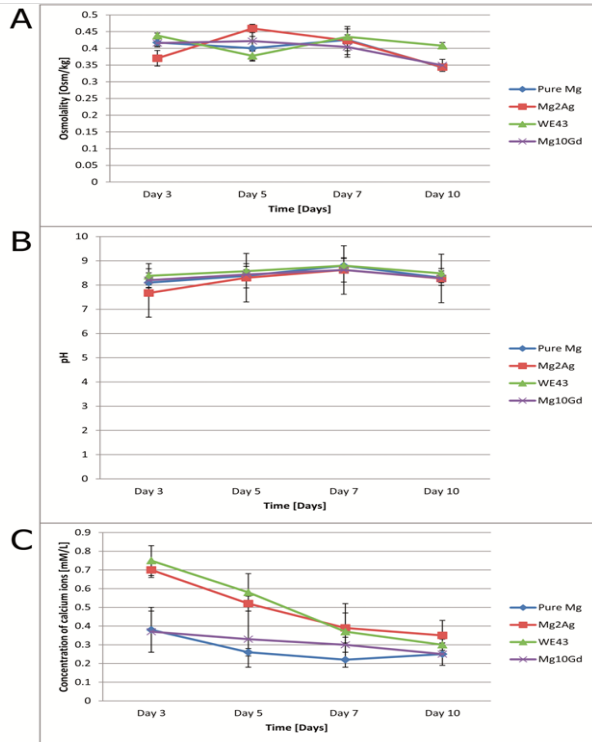 A
Osmolality [Osm/kg]
0.5
0.45
0.4
0.35
0.3
0.25
0.2
0.15
0.1
0.05
0
Day 3 Day 5 Day 7 Day 10
Time [Days]
Pure Mg
Mg2Ag
WE43
Mg10Gd
B
pH
10
9
8
7
6
5
4
3
2
1
0
Day 3 Day 5 Day 7 Day 10
Time [Days]
Pure Mg
Mg2Ag
WE43
Mg10Gd
C
Concentration of calcium ions [mM/L]
0.9
0.8
0.7
0.6
0.5
0.4
0.3
0.2
0.1
0
Day 3 Day 5 Day 7 Day 10
Time [Days]
Pure Mg
Mg2Ag
WE43
Mg10Gd